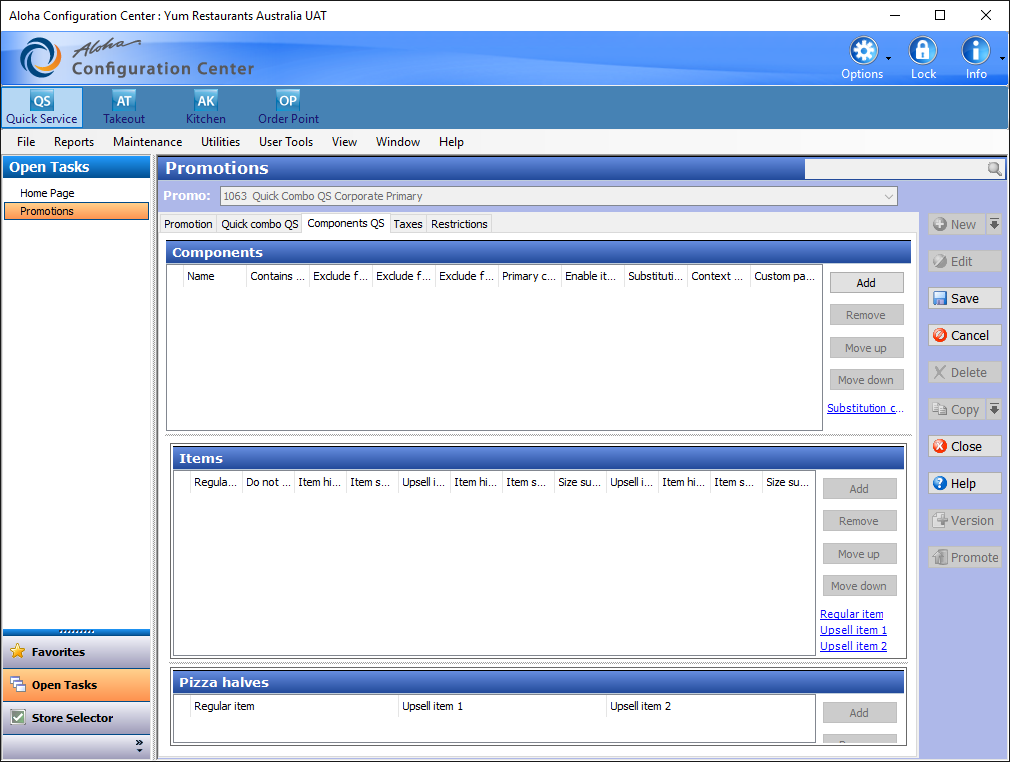 Aloha Configuration Center : Yum Restaurants Australia UAT
Aloha
Configuration Center
Options
Lock
Info
QS
Quick Service
AT
Takeout
AK
Kitchen
OP
Order Point
File Reports Maintenance Utilities User Tools View Window Help
Open Tasks
Home Page
Promotions
Favorites
Open Tasks
Store Selector
Promotions
Promo: 1063 Quick Combo QS Corporate Primary
Promotion Quick combo QS Components QS Taxes Restrictions
Components
Name Contains ... Exclude f... Exclude f... Exclude f... Primary c... Enable it... Substituti... Context ... Custom pa...
Add
Remove
Move up
Move down
Substitution c...
Items
Regula... Do not ... Item hi... Item s... Upsell i... Item hi... Item s... Size su... Upsell i... Item hi... Item s... Size su...
Add
Remove
Move up
Move down
Regular item
Upsell item 1
Upsell item 2
Pizza halves
Regular item Upsell item 1 Upsell item 2
Add
New
Edit
Save
Cancel
Delete
Copy
Close
Help
Version
Promote